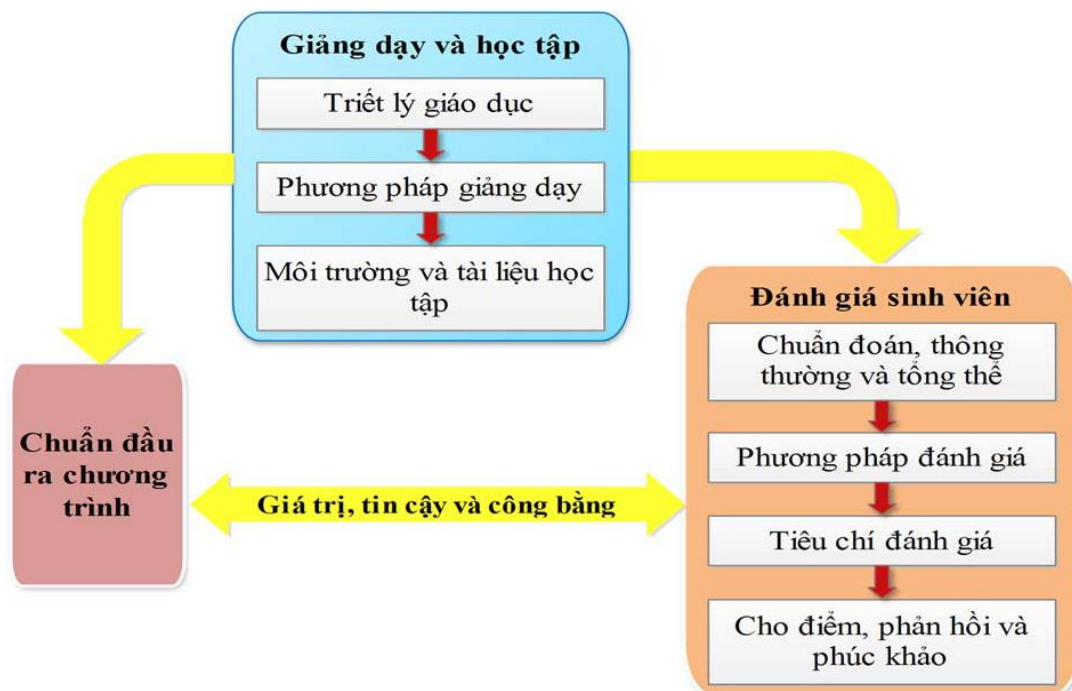 Giảng dạy và học tập
Triết lý giáo dục
Phương pháp giảng dạy
Môi trường và tài liệu học
tập
Chuẩn đầu
ra chương
trình
Giá trị, tin cậy và công bằng
Đánh giá sinh viên
Chuẩn đoán, thông
thường và tổng thể
Phương pháp đánh giá
Tiêu chí đánh giá
Cho điểm, phản hồi và
phúc khảo